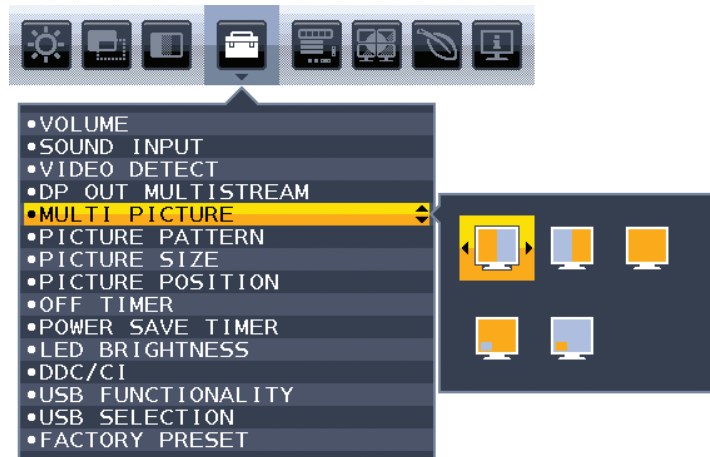 •VOLUME
•SOUND INPUT
•VIDEO DETECT
•DP OUT MULTISTREAM
•MULTI PICTURE
•PICTURE PATTERN
•PICTURE SIZE
•PICTURE POSITION
•OFF TIMER
•POWER SAVE TIMER
•LED BRIGHTNESS
•DDC/CI
•USB FUNCTIONALITY
•USB SELECTION
•FACTORY PRESET